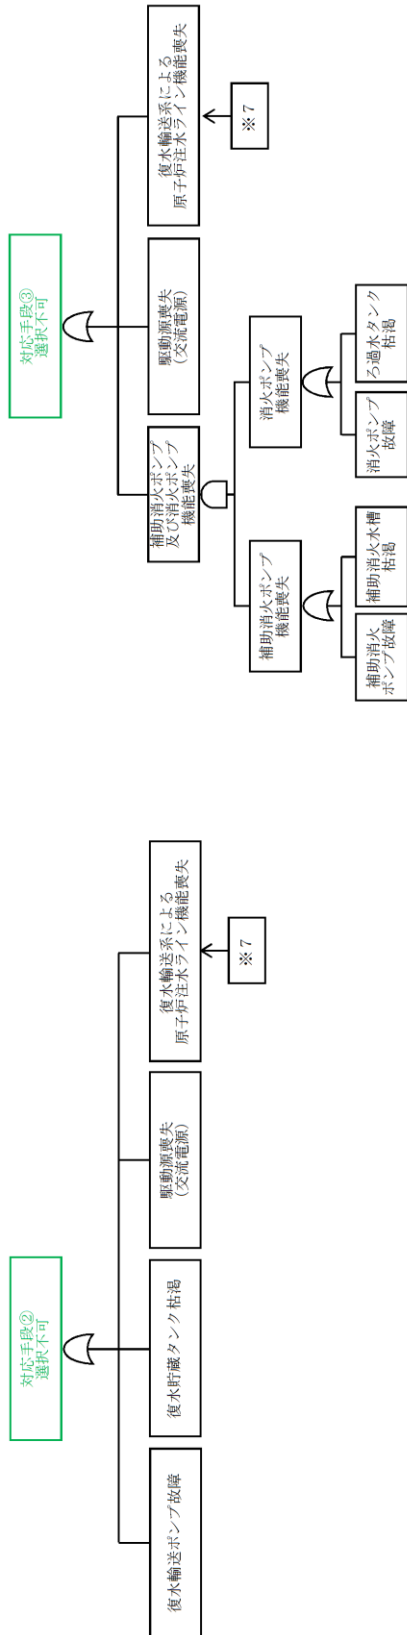 対応手段②
選択不可
復水輸送ポンプ故障
復水貯蔵タンク枯渇
駆動源喪失
(交流電源)
復水輸送系による
原子炉注水ライン機能喪失
※7
対応手段③
選択不可
補助消火ポンプ
及び消火ポンプ
機能喪失
駆動源喪失
(交流電源)
復水輸送系による
原子炉注水ライン機能喪失
※7
補助消火ポンプ
機能喪失
消火ポンプ
機能喪失
補助消火
ポンプ故障
補助消火水槽
枯渇
消火ポンプ
故障
ろ過水タンク
枯渇